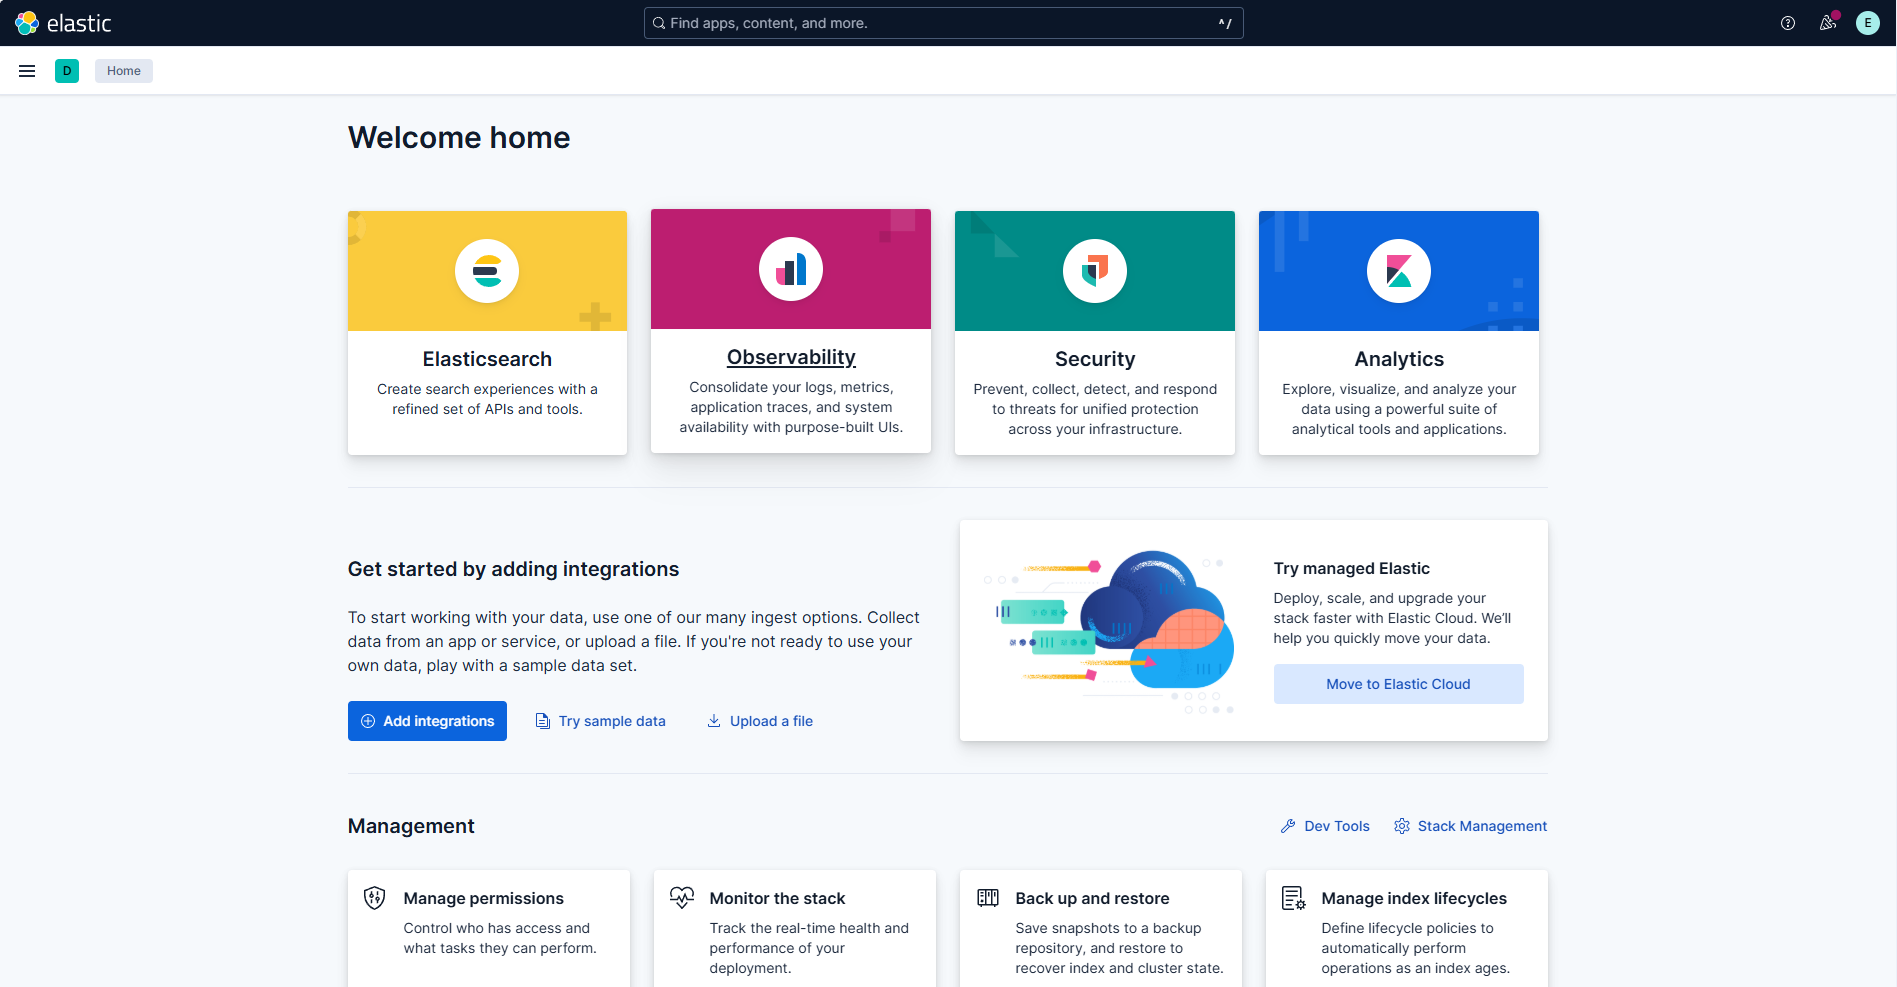 elastic
Find apps, content, and more.
^/
E
D
Home
Welcome home
Elasticsearch
Create search experiences with a
refined set of APIs and tools.
Observability
Consolidate your logs, metrics,
application traces, and system
availability with purpose-built UIs.
Security
Prevent, collect, detect, and respond
to threats for unified protection
across your infrastructure.
Analytics
Explore, visualize, and analyze your
data using a powerful suite of
analytical tools and applications.
Get started by adding integrations
To start working with your data, use one of our many ingest options. Collect
data from an app or service, or upload a file. If you're not ready to use your
own data, play with a sample data set.
Add integrations
Try sample data
Upload a file
Try managed Elastic
Deploy, scale, and upgrade your
stack faster with Elastic Cloud. We’ll
help you quickly move your data.
Move to Elastic Cloud
Management
Dev Tools
Stack Management
Manage permissions
Control who has access and
what tasks they can perform.
Monitor the stack
Track the real-time health and
performance of your
deployment.
Back up and restore
Save snapshots to a backup
repository, and restore to
recover index and cluster state.
Manage index lifecycles
Define lifecycle policies to
automatically perform
operations as an index ages.